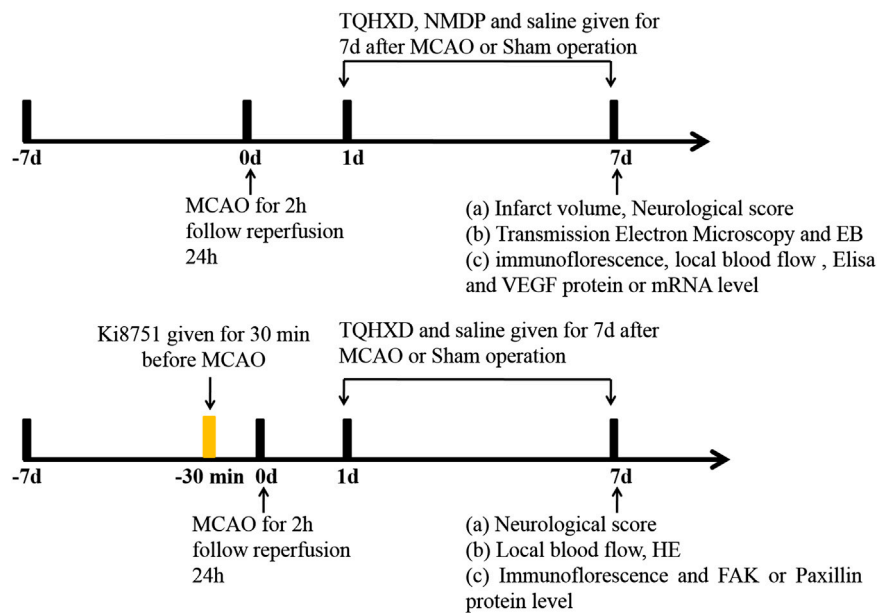 TQHXD, NMDP and saline given for
7d after MCAO or Sham operation
-7d
0d
1d
7d
MCAO for 2h
follow reperfusion
24h
(a) Infarct volume, Neurological score
(b) Transmission Electron Microscopy and EB
(c) immunoflorescence, local blood flow , Elisa
and VEGF protein or mRNA level
Ki8751 given for 30 min
before MCAO
TQHXD and saline given for 7d after
MCAO or Sham operation
-7d
-30 min
0d
1d
7d
MCAO for 2h
follow reperfusion
24h
(a) Neurological score
(b) Local blood flow, HE
(c) Immunoflorescence and FAK or Paxillin
protein level